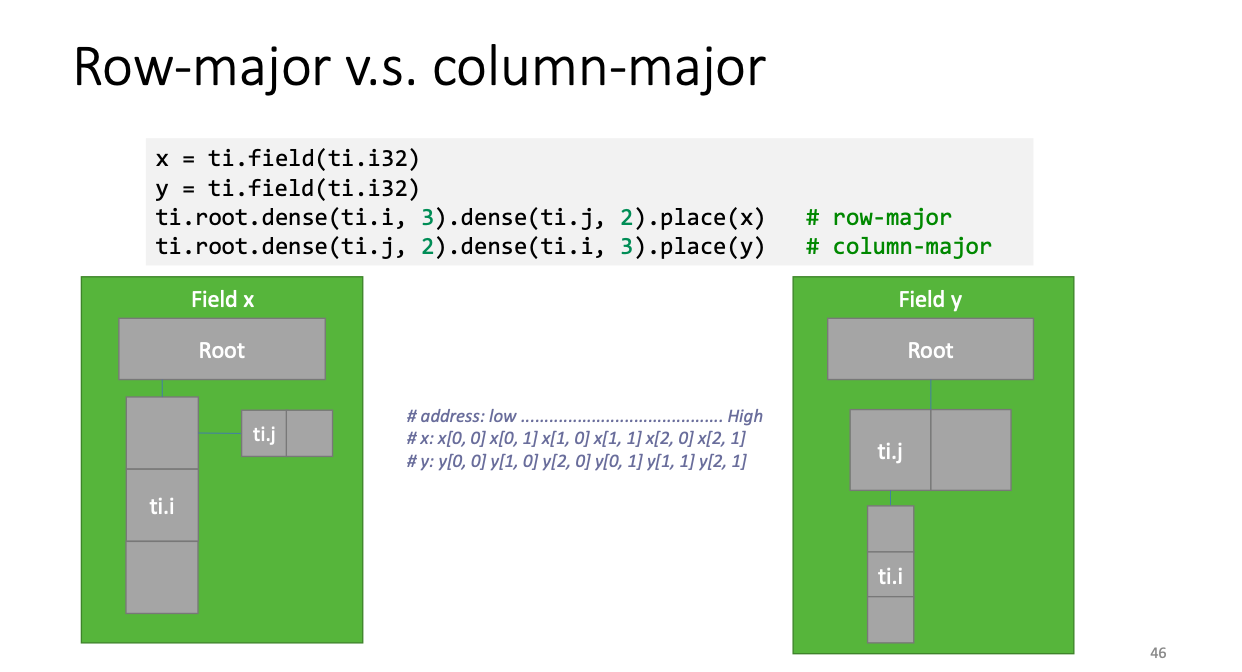 Row-major v.s. column-major
x = ti.field(ti.i32)
y = ti.field(ti.i32)
ti.root.dense(ti.i, 3).dense(ti.j, 2).place(x)   # row-major
ti.root.dense(ti.j, 2).dense(ti.i, 3).place(y)   # column-major
Field x
Root
ti.j
ti.i
# address: low ........................................... High
# x: x[0, 0] x[0, 1] x[1, 0] x[1, 1] x[2, 0] x[2, 1]
# y: y[0, 0] y[1, 0] y[2, 0] y[0, 1] y[1, 1] y[2, 1]
Field y
Root
ti.j
ti.i
46